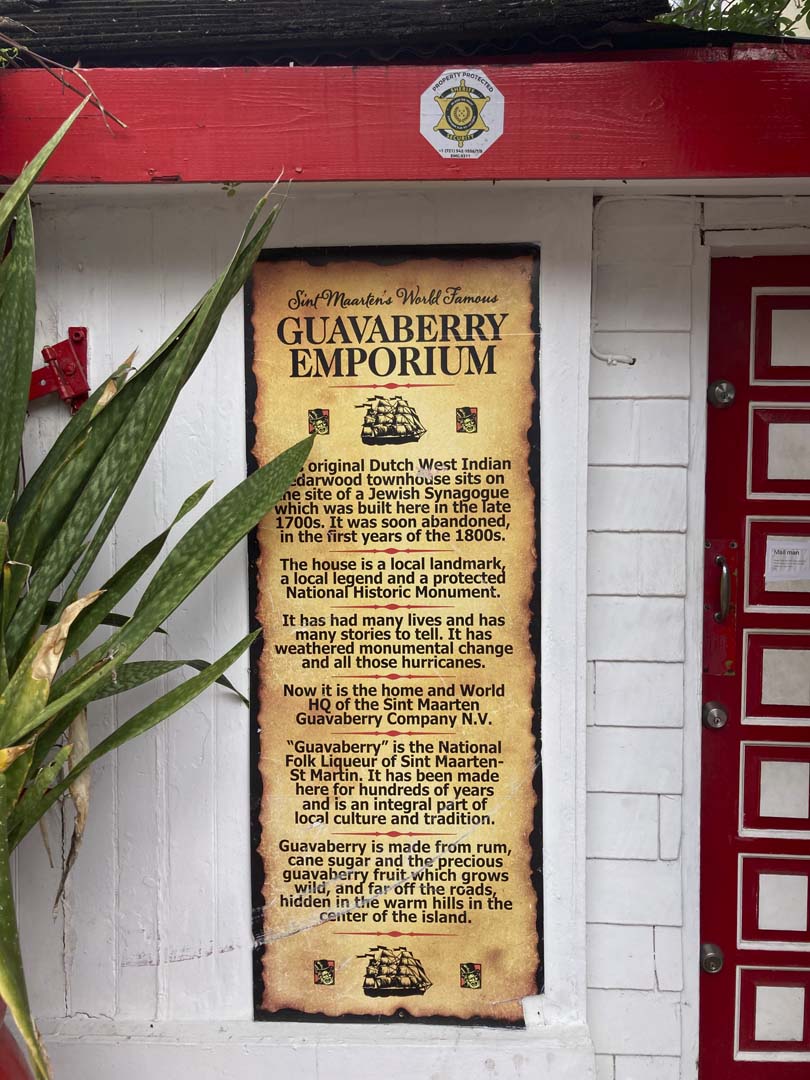 PROPERTY PROTECTED
SHERIFF
SECURITY
Sint Maarten's World Famous
GUAVABERRY
EMPORIUM
original Dutch West Indian
townhouse sits on
site of a Jewish Synagogue
which was built here in the late
1700s. It was soon abandoned,
in the first years of the 1800s.
The house is a local landmark,
a local legend and a protected
National Historic Monument.
It has had many lives and has
many stories to tell. It has
weathered monumental change
and all those hurricanes.
Now it is the home and World
HQ of the Sint Maarten
Guavaberry Company N.V.
“Guavaberry” is the National
Folk Liqueur of Sint Maarten-
St Martin. It has been made
here for hundreds of years
and is an integral part of
local culture and tradition.
Guavaberry is made from rum,
cane sugar and the precious
guavaberry fruit which grows
wild, and far off the roads,
hidden in the warm hills in the
center of the island.
Mail man